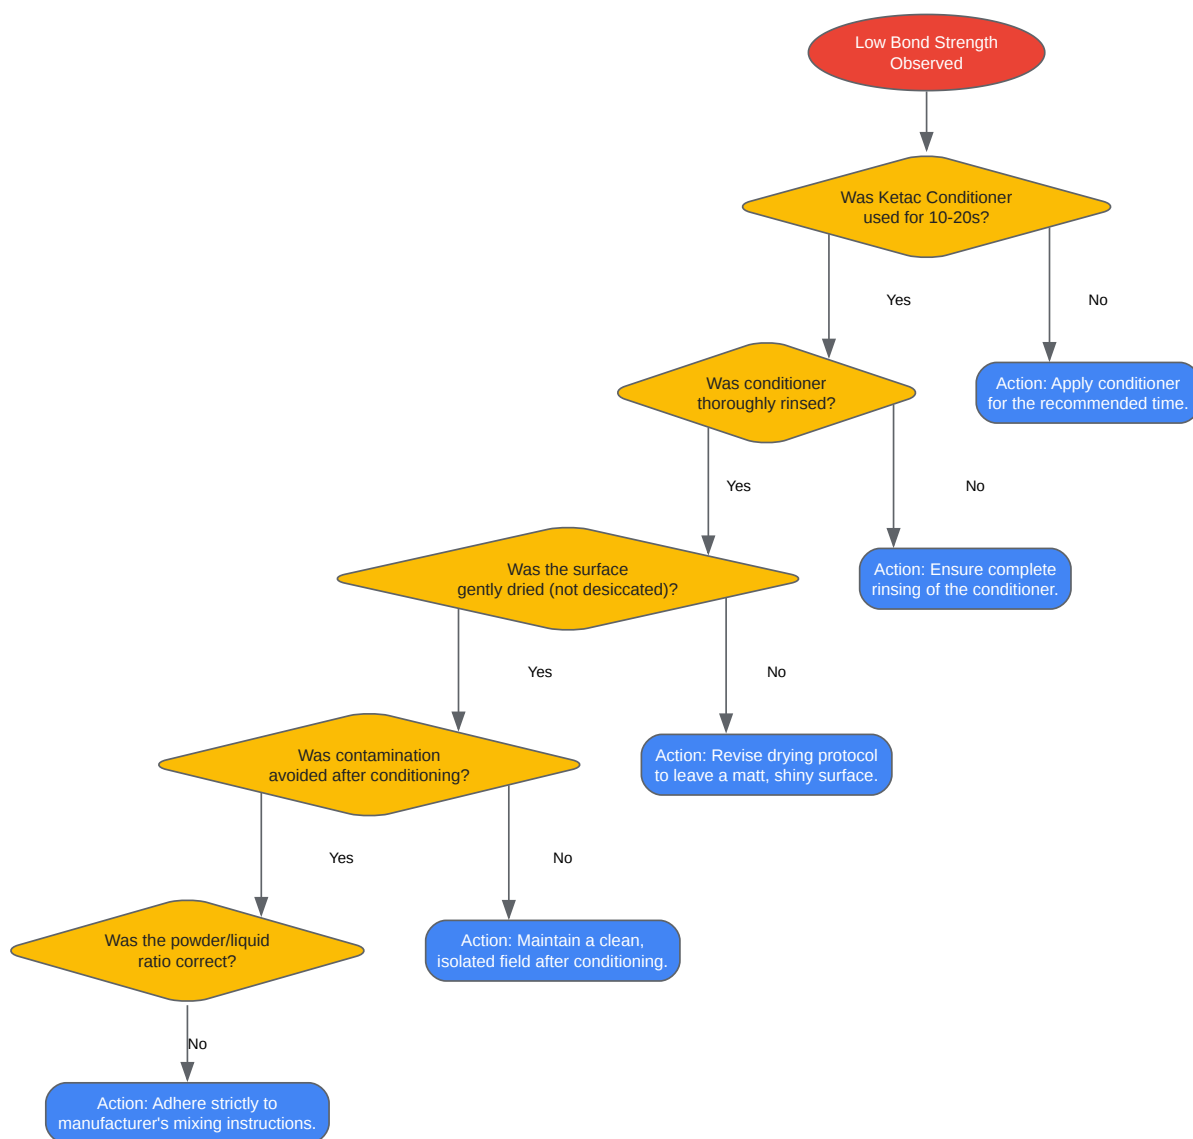 Low Bond Strength
Observed
Was Ketac Conditioner
used for 10-20s?
Yes
No
Was conditioner
thoroughly rinsed?
Action: Apply conditioner
for the recommended time.
Yes
No
Was the surface
gently dried (not desiccated)?
Action: Ensure complete
rinsing of the conditioner.
Yes
No
Was contamination
avoided after conditioning?
Action: Revise drying protocol
to leave a matt, shiny surface.
Yes
No
Was the powder/liquid
ratio correct?
Action: Maintain a clean,
isolated field after conditioning.
No
Action: Adhere strictly to
manufacturer's mixing instructions.